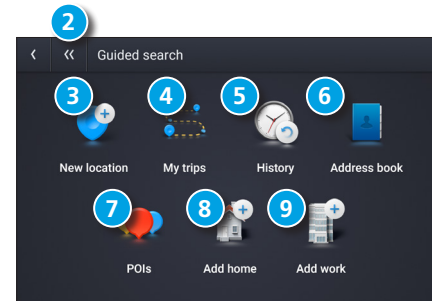 2
‹ ‹‹ Guided search
3 4 5 6
New location My trips History Address book
7 8 9
POIs Add home Add work